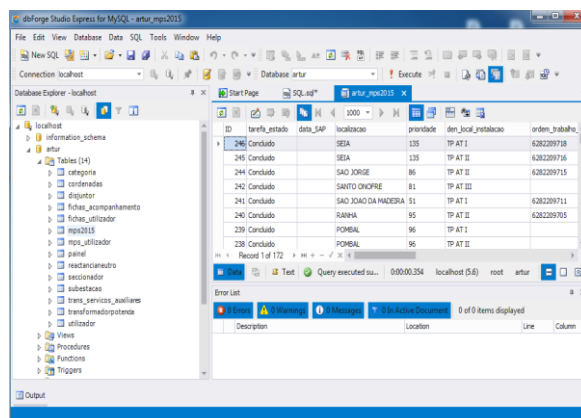 dbForge Studio Express for MySQL - artur_mps2015
File Edit View Database Data SQL Tools Window Help
New SQL
Connection localhost Database artur Execute
Database Explorer - localhost
Start Page SQL.sql* artur_mps2015
1000
localhost
information_schema
artur
Tables (14)
categoria
cordenadas
disjuntor
fichas_acompanhamento
fichas_utilizador
mps2015
mps_utilizador
painel
reactancianeutro
seccionador
subestacao
trans_servicos_auxiliares
transformadorpotencia
utilizador
Views
Procedures
Functions
Triggers
ID tarefa_estado data_SAP localizacao prioridade den_local_instalacao ordem_trabalho_
246 Concluido SEIA 135 TP AT I 6282209718
245 Concluido SEIA 135 TP AT II 6282209716
244 Concluido SAO JORGE 86 TP AT II 6282209715
242 Concluido SANTO ONOFRE 81 TP AT III
241 Concluido SAO JOAO DA MADEIRA 51 TP AT I 6282209711
240 Concluido RANHA 95 TP AT II 6282209705
239 Concluido POMBAL 96 TP AT I
238 Concluido POMBAL 96 TP AT II
Record 1 of 172
Data Text Query executed su... 0:00:00.354 localhost (5.6) root artur
Error List
0 Errors 0 Warnings 0 Messages 0 In Active Document 0 of 0 items displayed
Description Location Line Column
Output